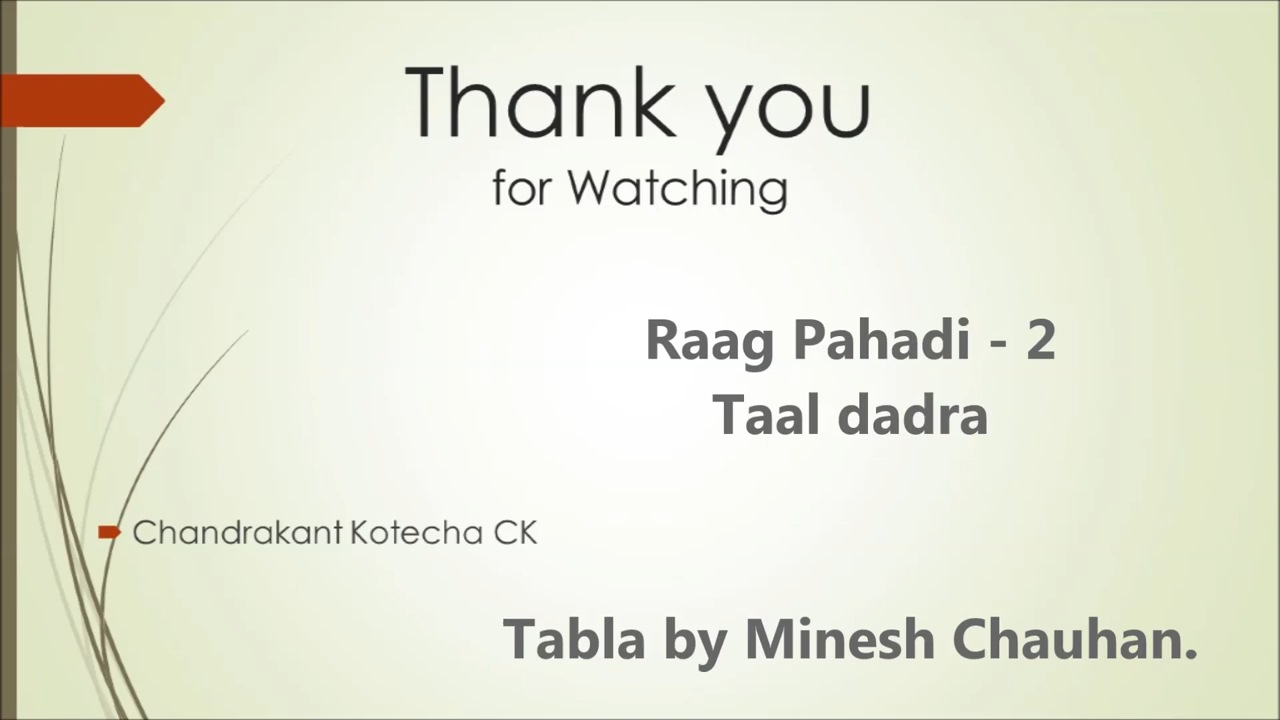 Thank you
for Watching
Raag Pahadi - 2
Taal dadra
Chandrakant Kotecha CK
Tabla by Minesh Chauhan.